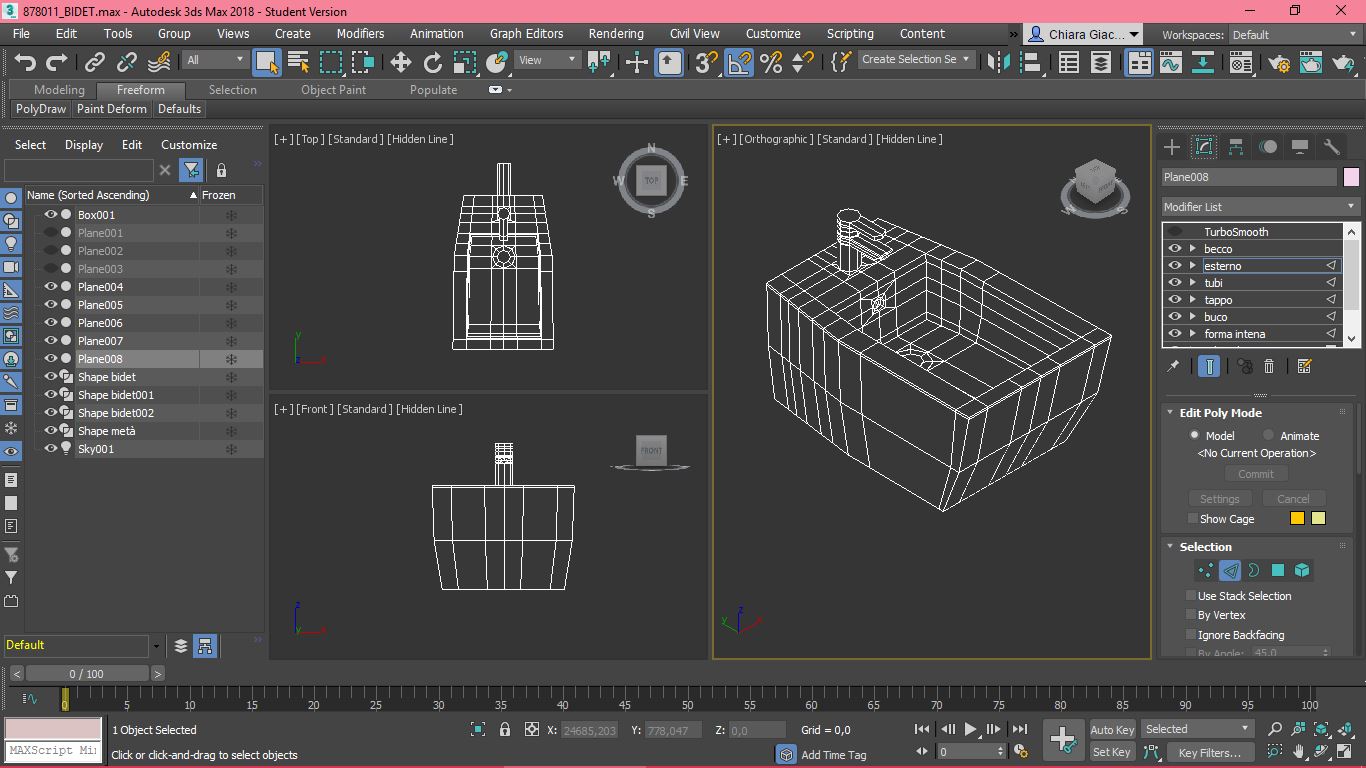 878011_BIDET.max - Autodesk 3ds Max 2018 - Student Version
File Edit Tools Group Views Create Modifiers Animation Graph Editors Rendering Civil View Customize Scripting Content » Chiara Giac... Workspaces: Default
All View 3 Create Selection Se
Modeling Freeform Selection Object Paint Populate
PolyDraw Paint Deform Defaults
Select Display Edit Customize
Name (Sorted Ascending) Frozen
Box001
Plane001
Plane002
Plane003
Plane004
Plane005
Plane006
Plane007
Plane008
Shape bidet
Shape bidet001
Shape bidet002
Shape metà
Sky001
Default
[+] [Top] [Standard] [Hidden Line]
N
W TOP E
S
y
z x
[+] [Front] [Standard] [Hidden Line]
FRONT
z
y x
[+] [Orthographic] [Standard] [Hidden Line]
W S
z
y x
Plane008
Modifier List
TurboSmooth
becco
esterno
tubi
tappo
buco
forma intena
Edit Poly Mode
Model Animate
<No Current Operation>
Commit
Settings Cancel
Show Cage
Selection
Use Stack Selection
By Vertex
Ignore Backfacing
By Angle: 45,0
< 0 / 100 >
0 5 10 15 20 25 30 35 40 45 50 55 60 65 70 75 80 85 90 95 100
MAXScript Mi
1 Object Selected
Click or click-and-drag to select objects
X: 24685,203 Y: 778,047 Z: 0,0 Grid = 0,0
Add Time Tag
0
Auto Key Selected
Set Key Key Filters...